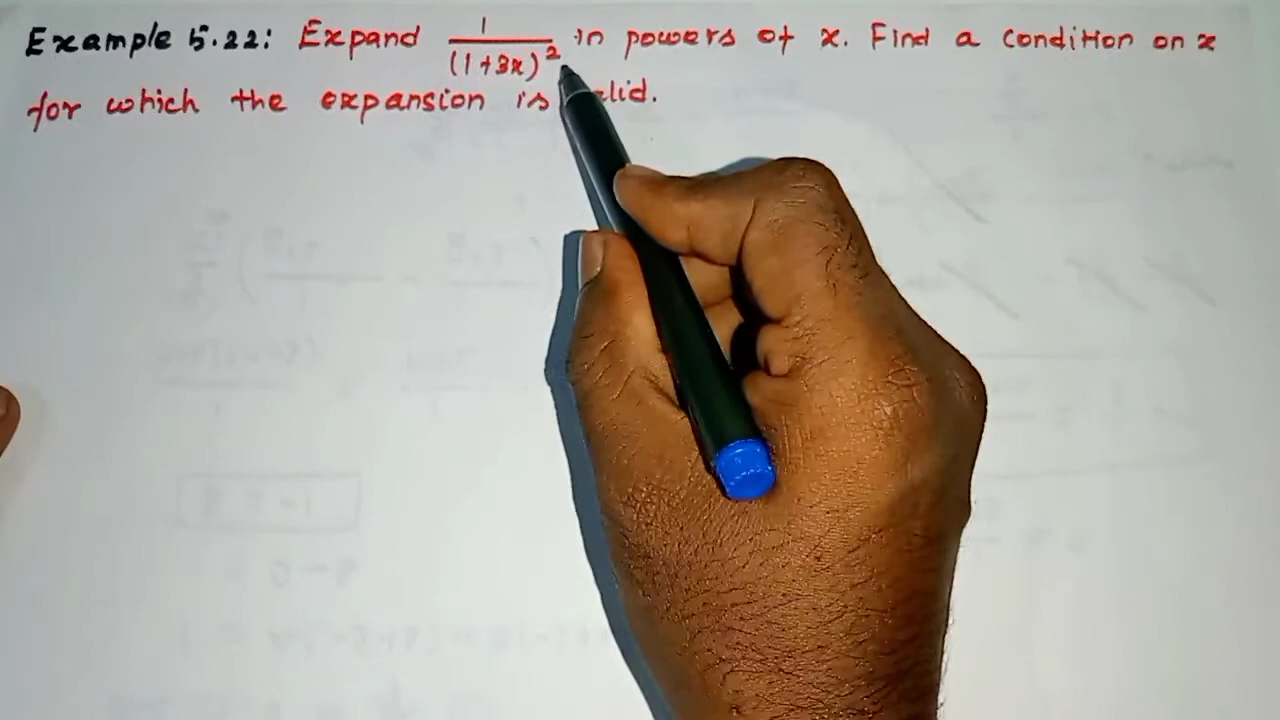 Example 5.22: Expand 1/(1+3x)² in powers of x. Find a condition on x
for which the expansion is